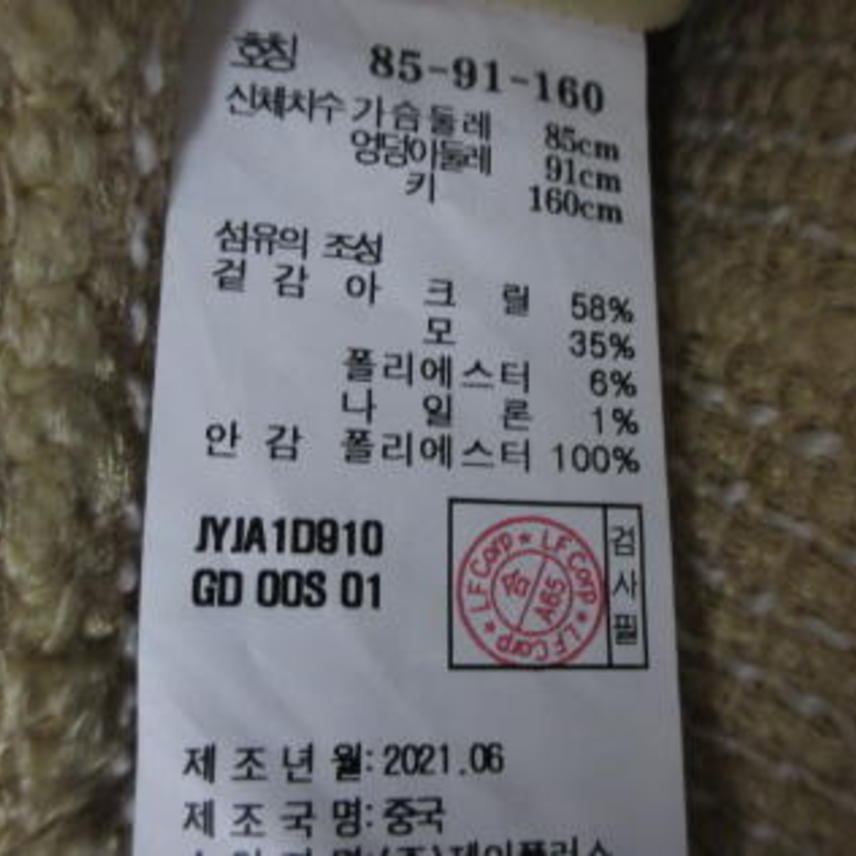 호칭 85-91-160
신체치수 가슴둘레 85cm
엉덩이둘레 91cm
키 160cm
섬유의 조성
겉감 아크릴 58%
모 35%
폴리에스터 6%
나일론 1%
안감 폴리에스터 100%
JYJA1D910
GD 00S 01
LF Corp * LF Corp * LF Corp *
합
A65
검사필
제조년월: 2021.06
제조국명: 중국